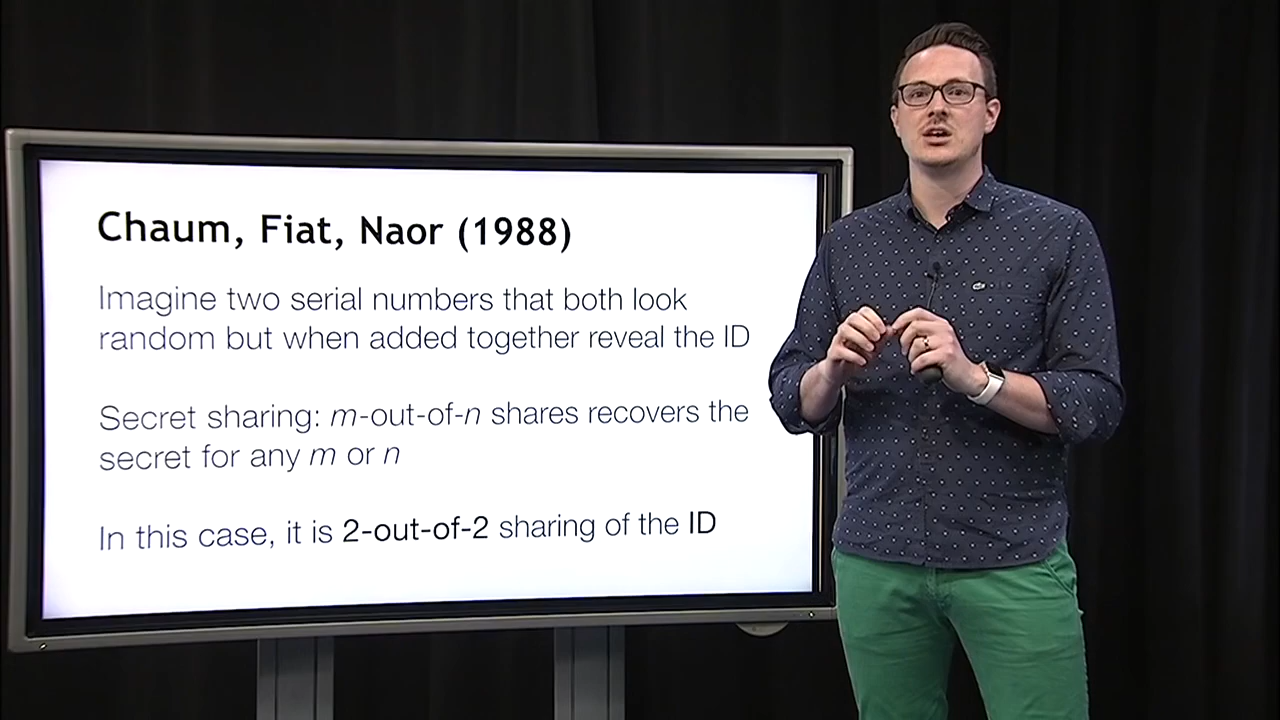 Chaum, Fiat, Naor (1988)
Imagine two serial numbers that both look
random but when added together reveal the ID
Secret sharing: m-out-of-n shares recovers the
secret for any m or n
In this case, it is 2-out-of-2 sharing of the ID